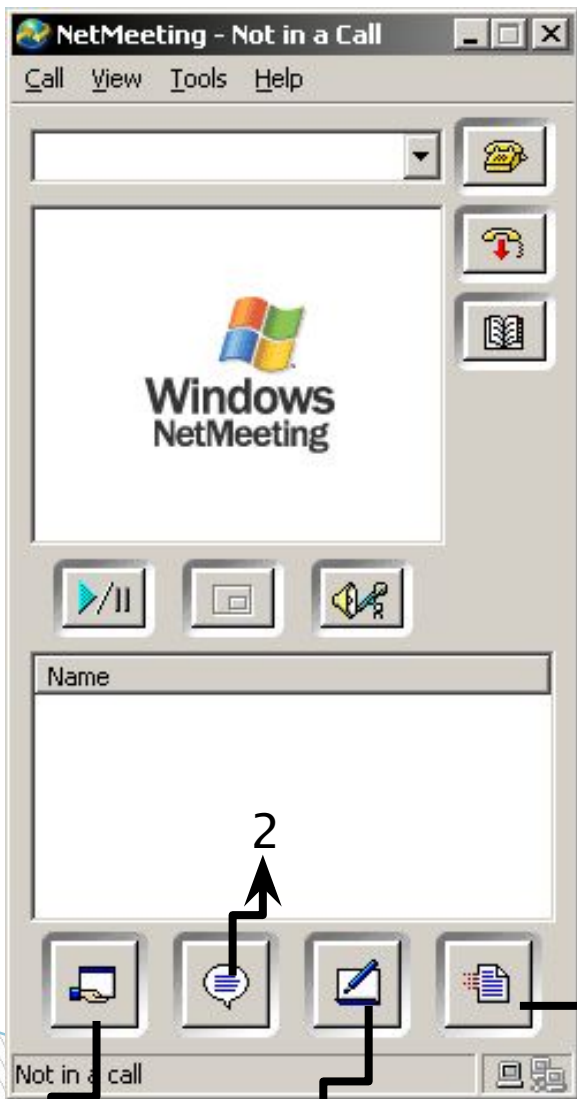 NetMeeting - Not in a Call
Call View Tools Help
Windows
NetMeeting
Name
2
Not in a call